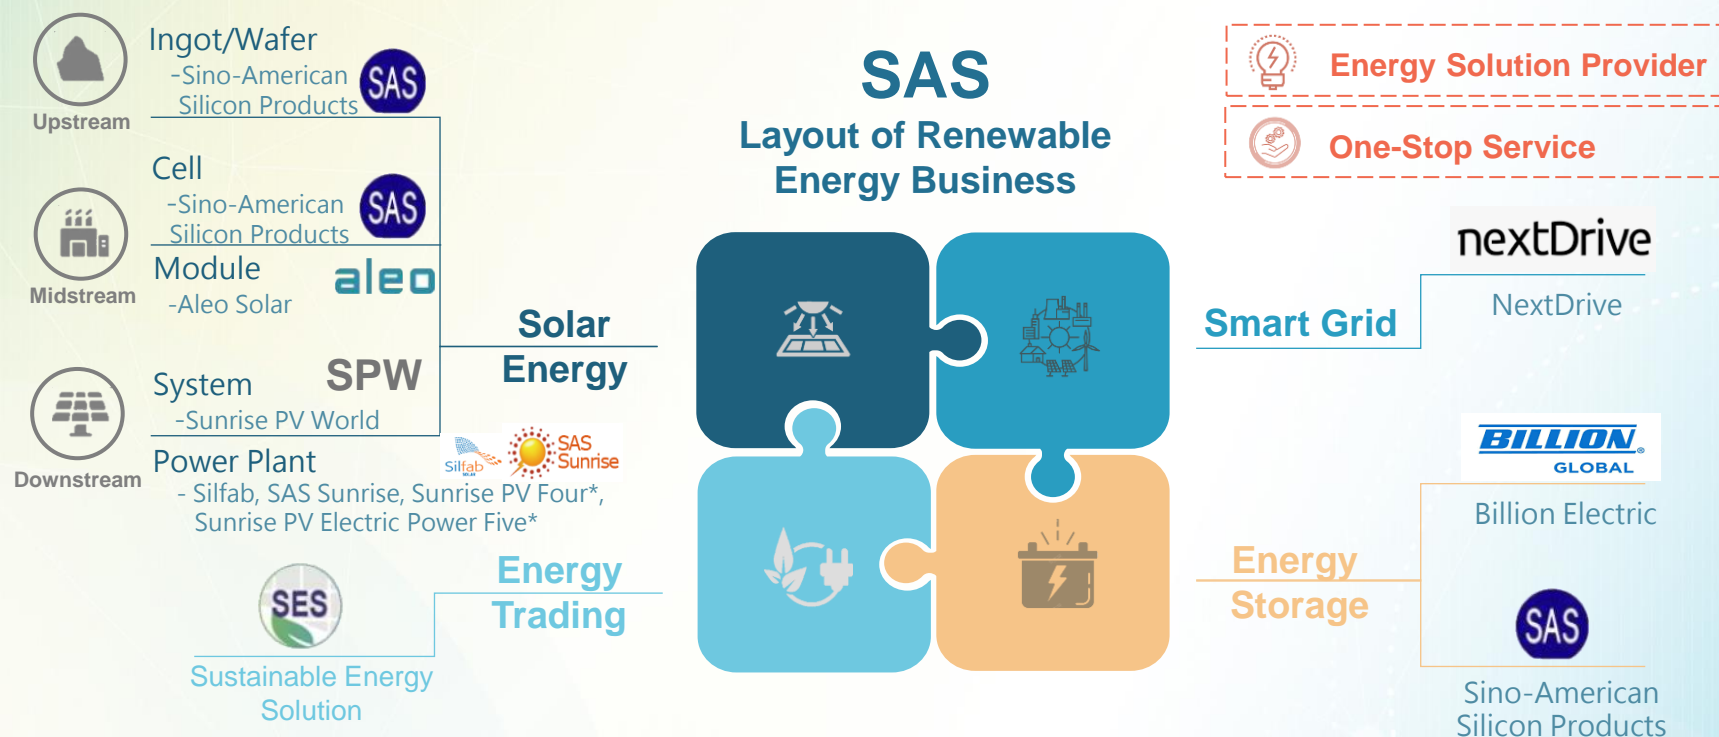 SAS
Layout of Renewable
Energy Business
Energy Solution Provider
One-Stop Service
Upstream
Ingot/Wafer
-Sino-American
Silicon Products
SAS
Midstream
Cell
-Sino-American
Silicon Products
SAS
Module
-Aleo Solar
aleo
Downstream
System
-Sunrise PV World
SPW
Power Plant
- Silfab, SAS Sunrise, Sunrise PV Four*,
Sunrise PV Electric Power Five*
Silfab
SOLAR
SAS
Sunrise
Solar
Energy
Energy
Trading
SES
Sustainable Energy
Solution
Smart Grid
nextDrive
NextDrive
Energy
Storage
BILLION®
GLOBAL
Billion Electric
SAS
Sino-American
Silicon Products